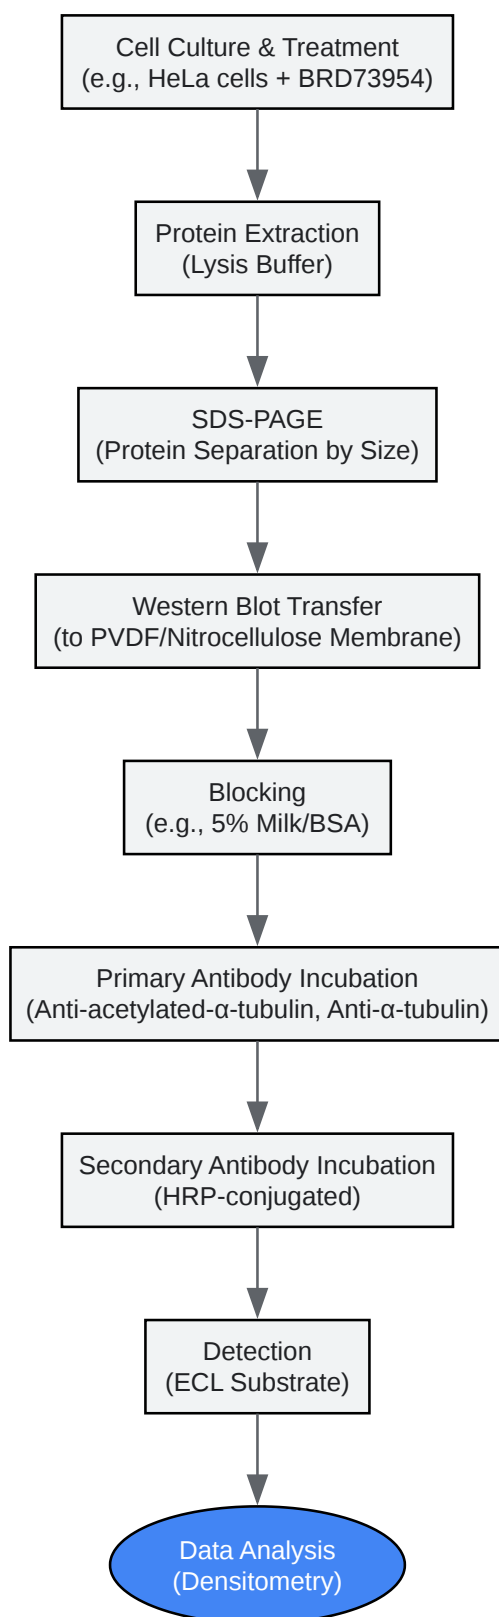 Cell Culture & Treatment
(e.g., HeLa cells + BRD73954)
Protein Extraction
(Lysis Buffer)
SDS-PAGE
(Protein Separation by Size)
Western Blot Transfer
(to PVDF/Nitrocellulose Membrane)
Blocking
(e.g., 5% Milk/BSA)
Primary Antibody Incubation
(Anti-acetylated-α-tubulin, Anti-α-tubulin)
Secondary Antibody Incubation
(HRP-conjugated)
Detection
(ECL Substrate)
Data Analysis
(Densitometry)